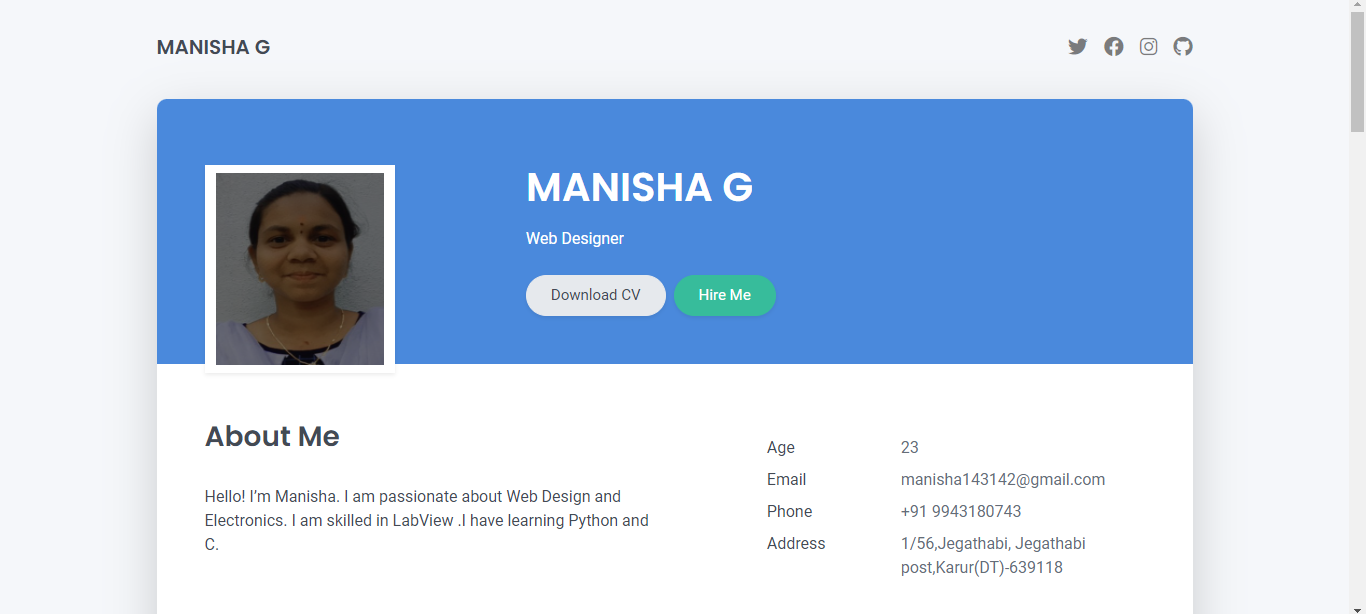 MANISHA G
MANISHA G
Web Designer
Download CV
Hire Me
About Me
Hello! I'm Manisha. I am passionate about Web Design and
Electronics. I am skilled in LabView .I have learning Python and
C.
Age 23
Email manisha143142@gmail.com
Phone +91 9943180743
Address 1/56,Jegathabi, Jegathabi
post,Karur(DT)-639118